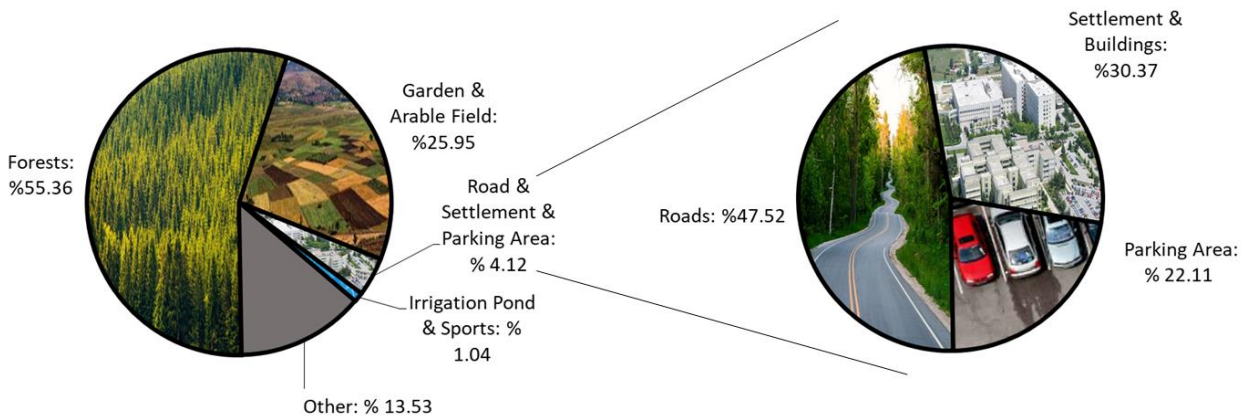 Forests:
%55.36
Garden &
Arable Field:
%25.95
Road &
Settlement &
Parking Area:
% 4.12
Irrigation Pond
& Sports: %
1.04
Other: % 13.53
Settlement &
Buildings:
%30.37
Roads: %47.52
Parking Area:
% 22.11